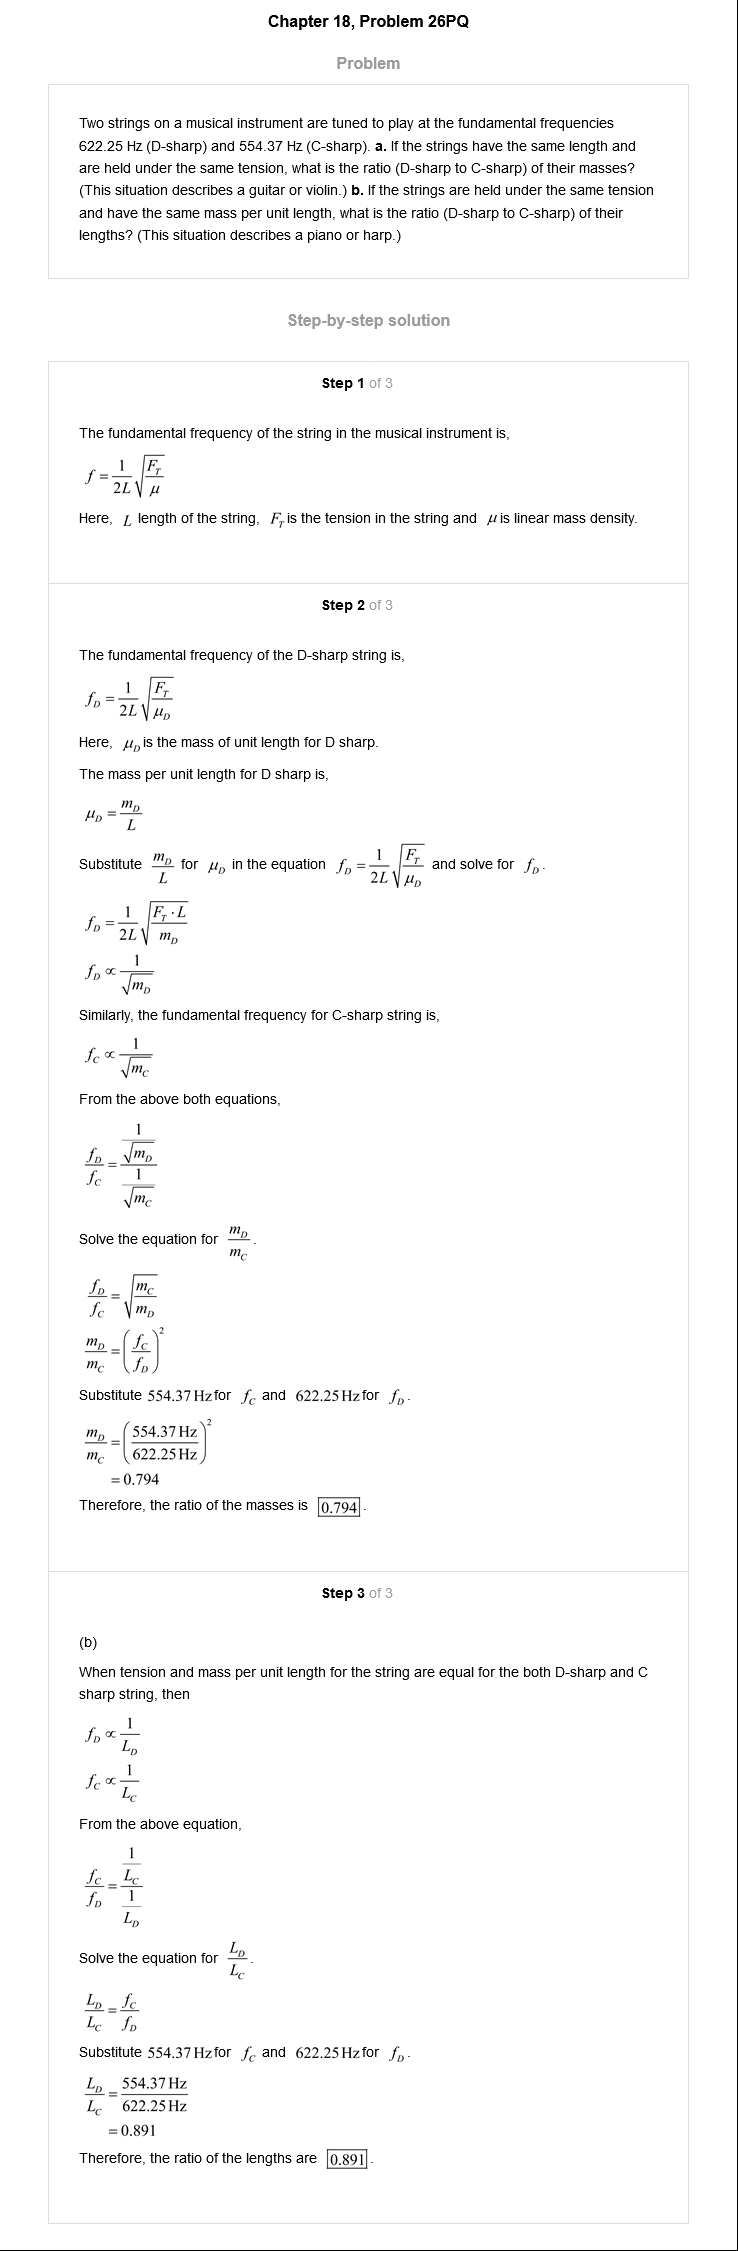 Chapter 18, Problem 26PQ
Problem
Two strings on a musical instrument are tuned to play at the fundamental frequencies
622.25 Hz (D-sharp) and 554.37 Hz (C-sharp). a. If the strings have the same length and
are held under the same tension, what is the ratio (D-sharp to C-sharp) of their masses?
(This situation describes a guitar or violin.) b. If the strings are held under the same tension
and have the same mass per unit length, what is the ratio (D-sharp to C-sharp) of their
lengths? (This situation describes a piano or harp.)
Step-by-step solution
Step 1 of 3
The fundamental frequency of the string in the musical instrument is,
f = \frac{1}{2L}\sqrt{\frac{F_T}{\mu}}
Here, L length of the string, F_T is the tension in the string and μ is linear mass density.
Step 2 of 3
The fundamental frequency of the D-sharp string is,
f_D = \frac{1}{2L}\sqrt{\frac{F_T}{\mu_D}}
Here, μ_D is the mass of unit length for D sharp.
The mass per unit length for D sharp is,
\mu_D = \frac{m_D}{L}
Substitute \frac{m_D}{L} for μ_D in the equation f_D = \frac{1}{2L}\sqrt{\frac{F_T}{\mu_D}} and solve for f_D.
f_D = \frac{1}{2L}\sqrt{\frac{F_T \cdot L}{m_D}}
f_D \propto \frac{1}{\sqrt{m_D}}
Similarly, the fundamental frequency for C-sharp string is,
f_C \propto \frac{1}{\sqrt{m_C}}
From the above both equations,
\frac{f_D}{f_C} = \frac{\frac{1}{\sqrt{m_D}}}{\frac{1}{\sqrt{m_C}}}
Solve the equation for \frac{m_D}{m_C}.
\frac{f_D}{f_C} = \sqrt{\frac{m_C}{m_D}}
\frac{m_D}{m_C} = \left(\frac{f_C}{f_D}\right)^2
Substitute 554.37 Hz for f_C and 622.25 Hz for f_D.
\frac{m_D}{m_C} = \left(\frac{554.37 Hz}{622.25 Hz}\right)^2
= 0.794
Therefore, the ratio of the masses is 0.794.
Step 3 of 3
(b)
When tension and mass per unit length for the string are equal for the both D-sharp and C
sharp string, then
f_D \propto \frac{1}{L_D}
f_C \propto \frac{1}{L_C}
From the above equation,
\frac{f_C}{f_D} = \frac{\frac{1}{L_C}}{\frac{1}{L_D}}
Solve the equation for \frac{L_D}{L_C}.
\frac{L_D}{L_C} = \frac{f_C}{f_D}
Substitute 554.37 Hz for f_C and 622.25 Hz for f_D.
\frac{L_D}{L_C} = \frac{554.37 Hz}{622.25 Hz}
= 0.891
Therefore, the ratio of the lengths are 0.891.